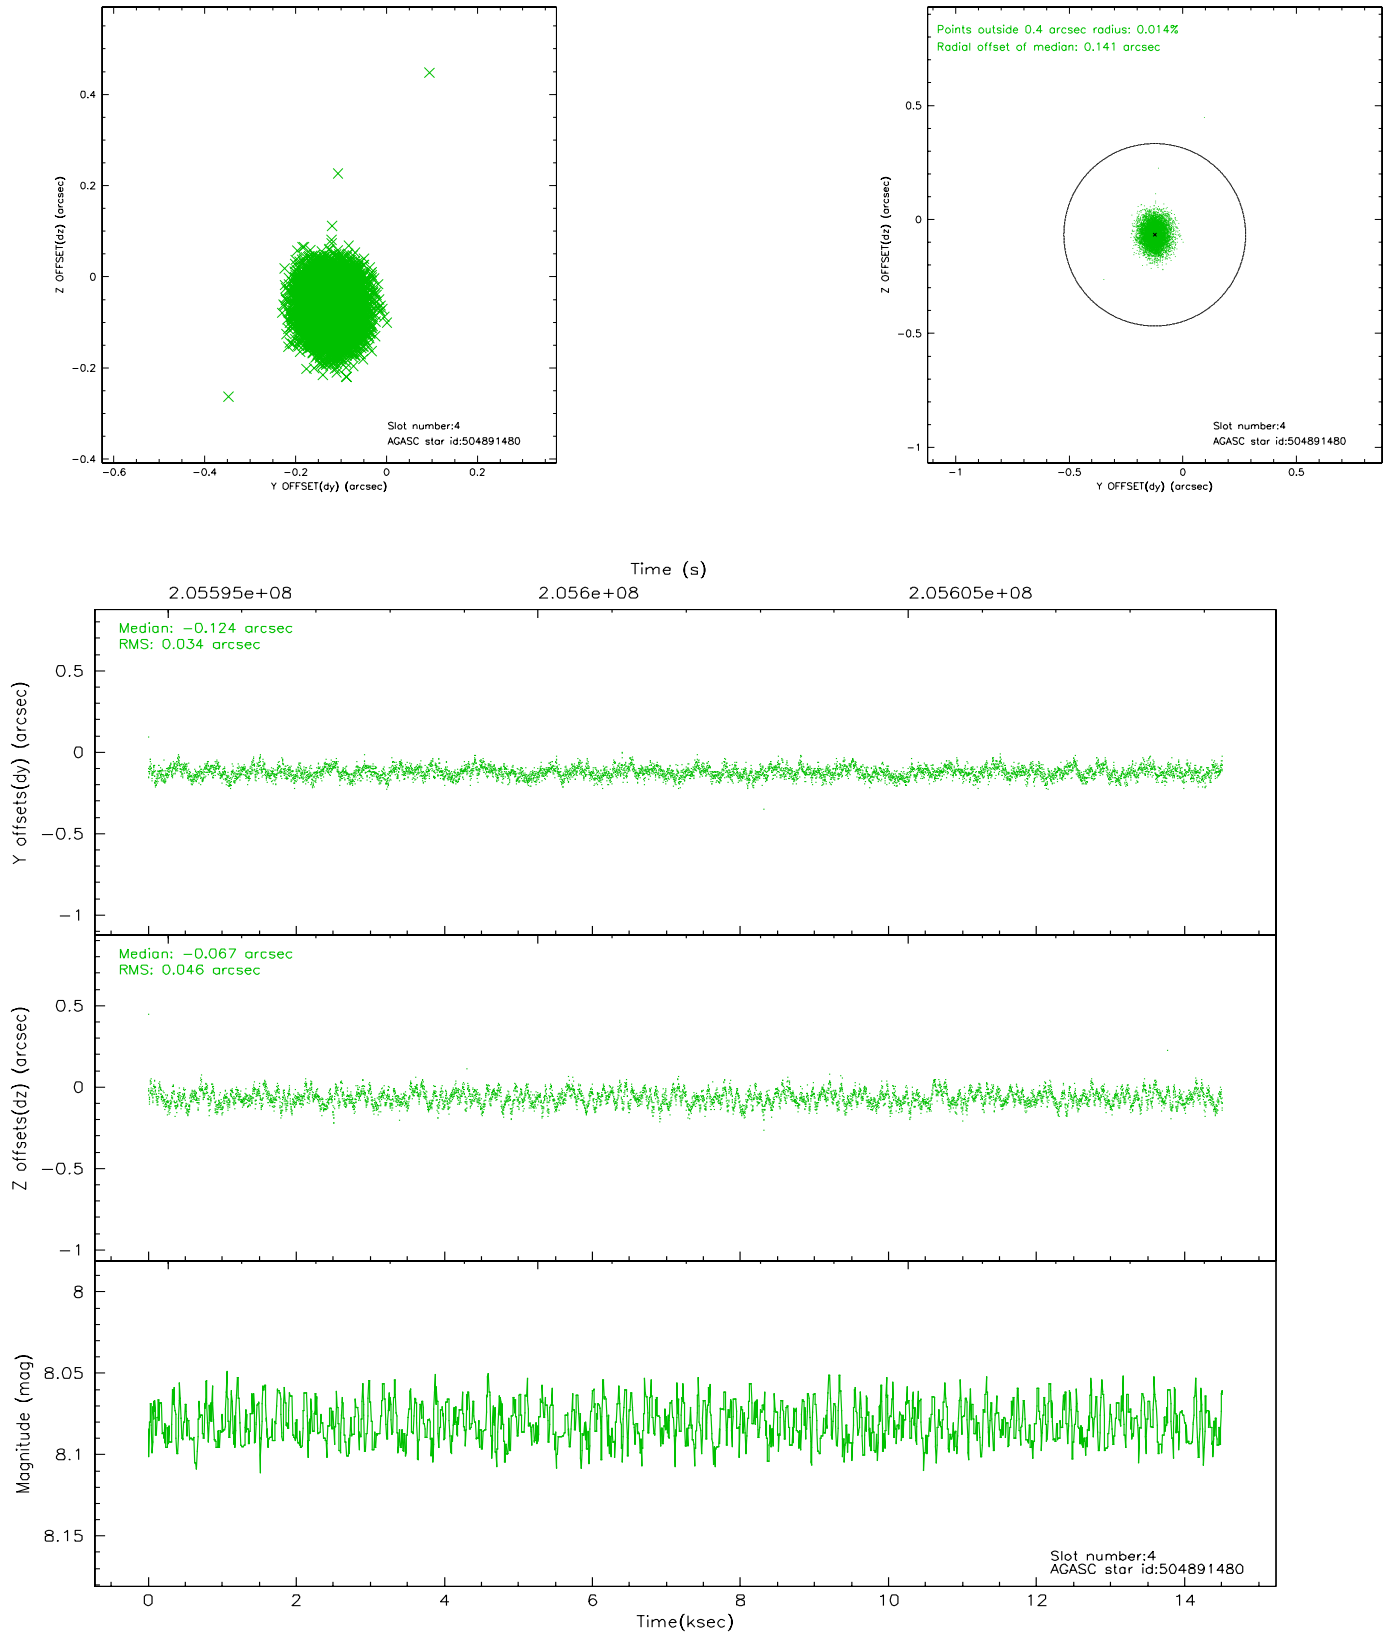 0.4
0.2
0
−0.2
−0.4
Z OFFSET(dz) (arcsec)
Slot number:4
AGASC star id:504891480
−0.6
−0.4
−0.2
0
0.2
Y OFFSET(dy) (arcsec)
Points outside 0.4 arcsec radius: 0.014%
Radial offset of median: 0.141 arcsec
0.5
0
−0.5
−1
Z OFFSET(dz) (arcsec)
Slot number:4
AGASC star id:504891480
−1
−0.5
0
0.5
Y OFFSET(dy) (arcsec)
Time (s)
2.05595e+08
2.056e+08
2.05605e+08
Median: −0.124 arcsec
RMS: 0.034 arcsec
0.5
0
−0.5
−1
Y offsets(dy) (arcsec)
Median: −0.067 arcsec
RMS: 0.046 arcsec
0.5
0
−0.5
−1
Z offsets(dz) (arcsec)
8
8.05
8.1
8.15
Magnitude (mag)
Slot number:4
AGASC star id:504891480
0
2
4
6
8
10
12
14
Time(ksec)